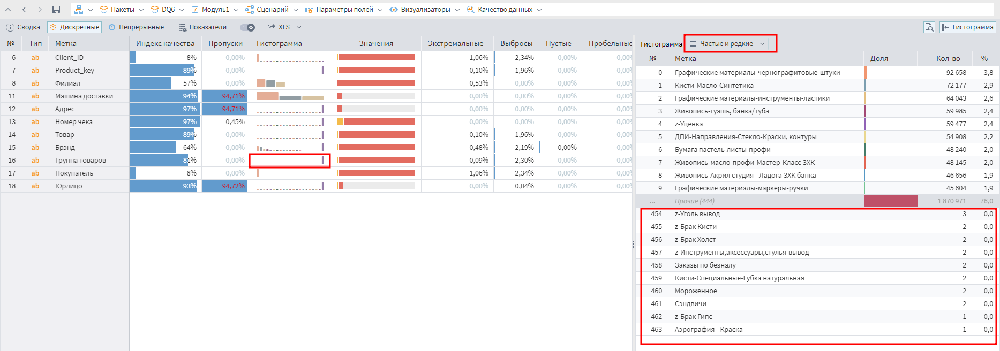 Пакеты DQ6 Модуль1 Сценарий Параметры полей Визуализаторы Качество данных
Сводка Дискретные Непрерывные Показатели 1 % XLS Гистограмма
№ Тип Метка Индекс качества Пропуски Гистограмма Значения Экстремальные Выбросы Пустые Пробельные
6 ab Client_ID 8% 0,00% 1,06% 2,34% 0,00% 0,00%
7 ab Product_key 89% 0,00% 0,10% 1,96% 0,00% 0,00%
8 ab Филиал 57% 0,00% 0,53% 0,00% 0,00% 0,00%
11 ab Машина доставки 94% 94,71% 0,00% 0,00% 0,00% 0,00%
12 ab Адрес 97% 94,71% 0,00% 0,00% 0,00% 0,00%
13 ab Номер чека 97% 0,45% 0,00% 0,00% 0,00% 0,00%
14 ab Товар 89% 0,00% 0,10% 1,96% 0,00% 0,00%
15 ab Брэнд 64% 0,00% 0,48% 2,19% 0,00% 0,00%
16 ab Группа товаров 81% 0,00% 0,09% 2,30% 0,00% 0,00%
17 ab Покупатель 8% 0,00% 1,06% 2,34% 0,00% 0,00%
18 ab Юрлицо 93% 94,72% 0,00% 0,04% 0,00% 0,00%
Гистограмма Частые и редкие
№ Метка Доля Кол-во %
0 Графические материалы-чернографитовые-штуки 92 658 3,8
1 Кисти-Масло-Синтетика 72 177 2,9
2 Графические материалы-инструменты-ластики 64 043 2,6
3 Живопись-гуашь, банка/туба 59 985 2,4
4 z-Уценка 59 477 2,4
5 ДПИ-Направления-Стекло-Краски, контуры 54 908 2,2
6 Бумага пастель-листы-профи 48 240 2,0
7 Живопись-масло-профи-Мастер-Класс ЗХК 48 145 2,0
8 Живопись-Акрил студия - Ладога ЗХК банка 46 656 1,9
9 Графические материалы-маркеры-ручки 45 604 1,9
... Прочие (444) 1 870 971 76,0
454 z-Уголь вывод 3 0,0
455 z-Брак Кисти 2 0,0
456 z-Брак Холст 2 0,0
457 z-Инструменты,аксессуары,стулья-вывод 2 0,0
458 Заказы по безналу 2 0,0
459 Кисти-Специальные-Губка натуральная 2 0,0
460 Мороженное 2 0,0
461 Сэндвичи 2 0,0
462 z-Брак Гипс 1 0,0
463 Аэрография - Краска 1 0,0